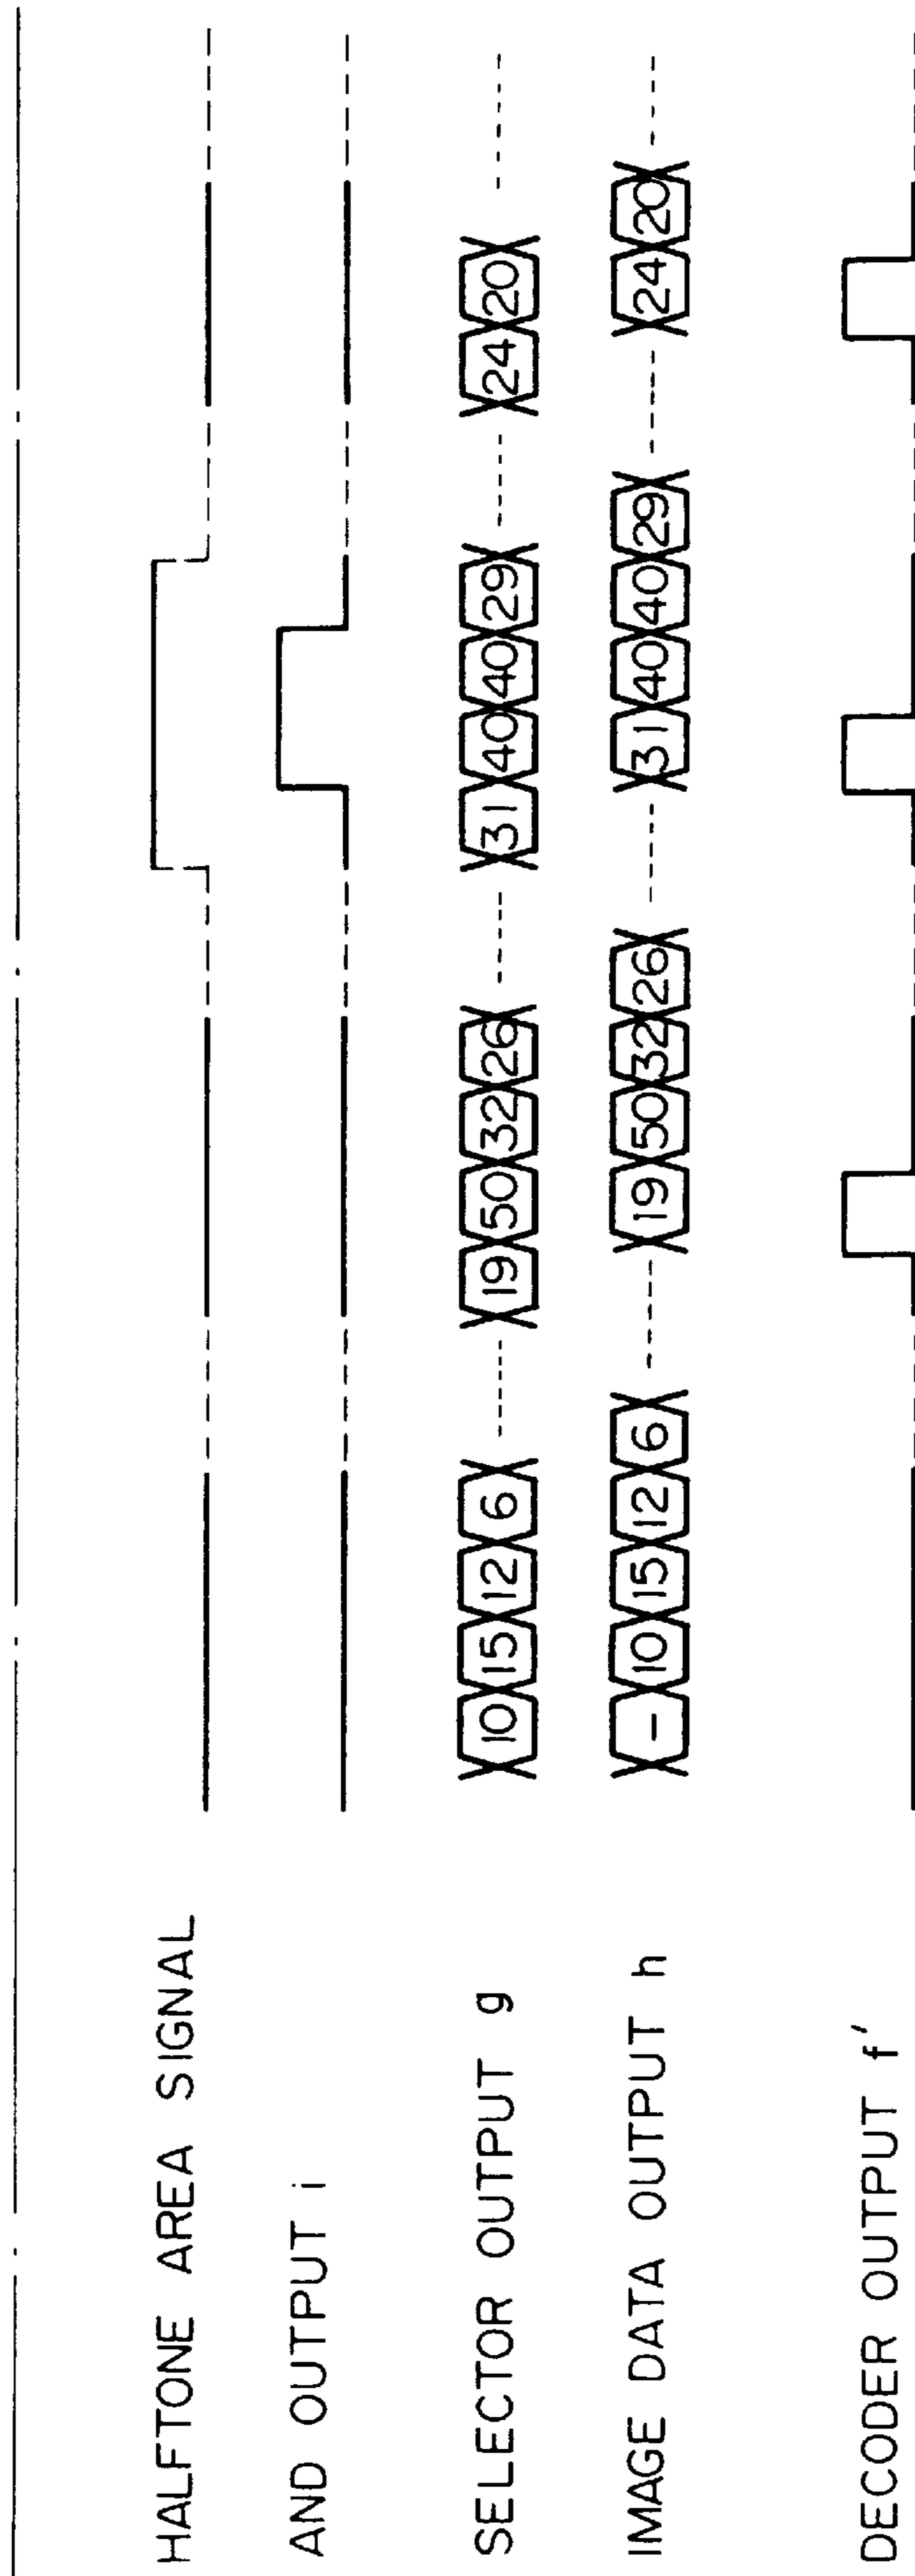 HALFTONE AREA SIGNAL
AND OUTPUT i
SELECTOR OUTPUT g 10 15 12 6 19 50 32 26 31 40 40 29 24 20
IMAGE DATA OUTPUT h – 10 15 12 6 19 50 32 26 31 40 40 29 24 20
DECODER OUTPUT f′